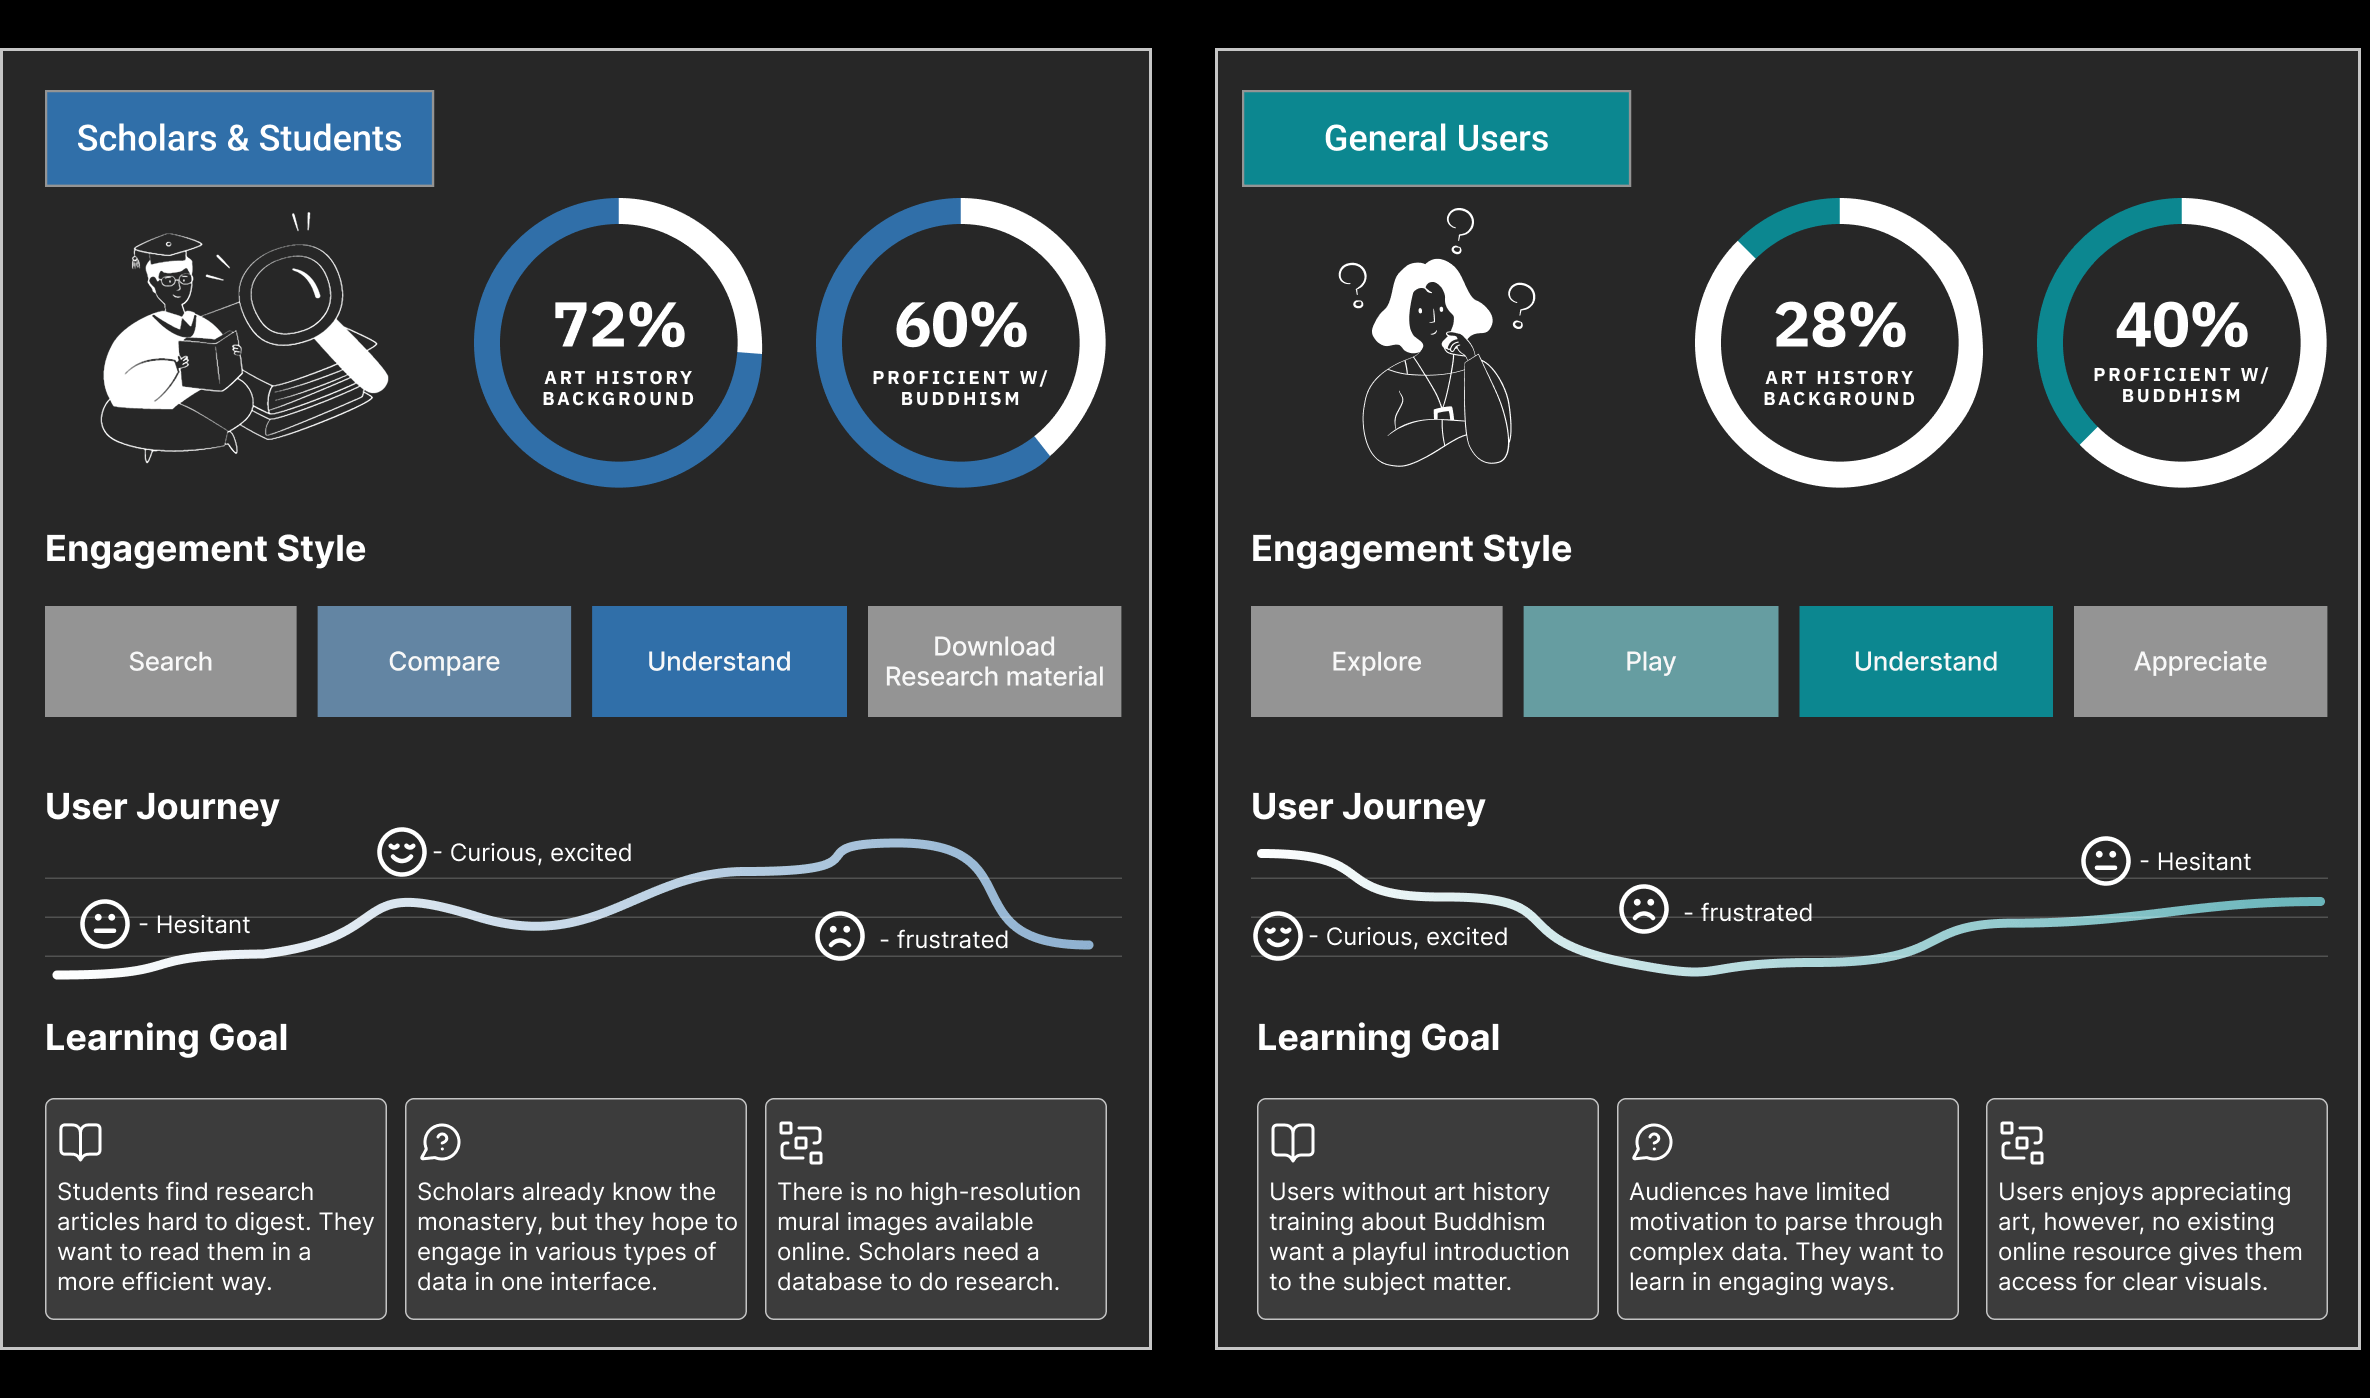 Scholars & Students
72%
ART HISTORY
BACKGROUND
60%
PROFICIENT W/
BUDDHISM
Engagement Style
Search
Compare
Understand
Download
Research material
User Journey
- Curious, excited
- Hesitant
- frustrated
Learning Goal
Students find research
articles hard to digest. They
want to read them in a
more efficient way.
Scholars already know the
monastery, but they hope to
engage in various types of
data in one interface.
There is no high-resolution
mural images available
online. Scholars need a
database to do research.
General Users
28%
ART HISTORY
BACKGROUND
40%
PROFICIENT W/
BUDDHISM
Engagement Style
Explore
Play
Understand
Appreciate
User Journey
- Hesitant
- frustrated
- Curious, excited
Learning Goal
Users without art history
training about Buddhism
want a playful introduction
to the subject matter.
Audiences have limited
motivation to parse through
complex data. They want to
learn in engaging ways.
Users enjoys appreciating
art, however, no existing
online resource gives them
access for clear visuals.